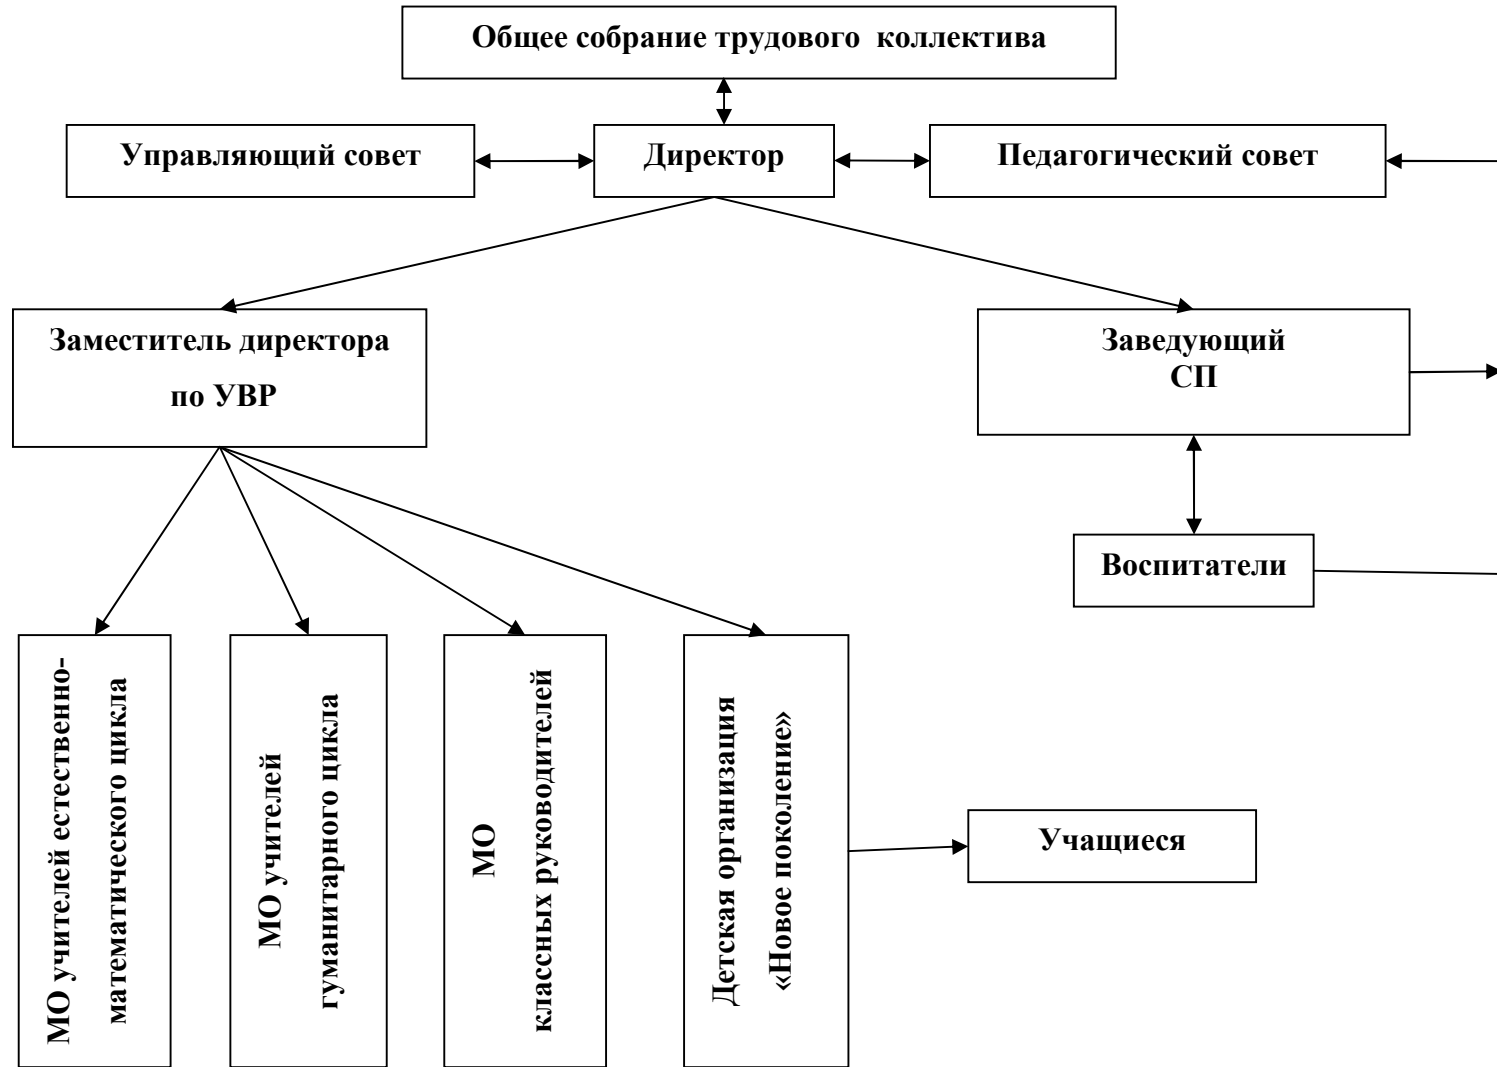 Общее собрание трудового коллектива
Управляющий совет
Директор
Педагогический совет
Заместитель директора
по УВР
Заведующий
СП
Воспитатели
МО учителей естественно-
математического цикла
МО учителей
гуманитарного цикла
МО
классных руководителей
Детская организация
«Новое поколение»
Учащиеся